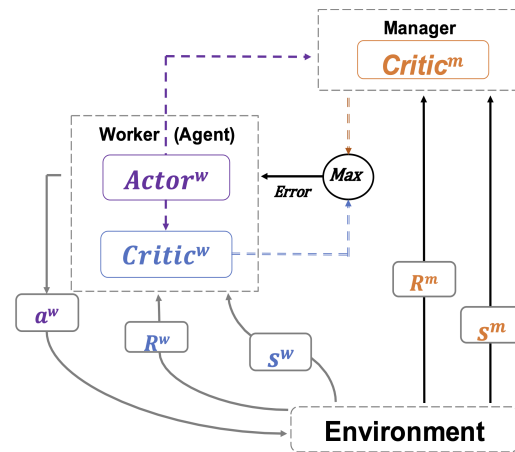 Manager
Critic^m
Worker (Agent)
Actor^w
Max
Error
Critic^w
a^w
R^w
s^w
R^m
s^m
Environment